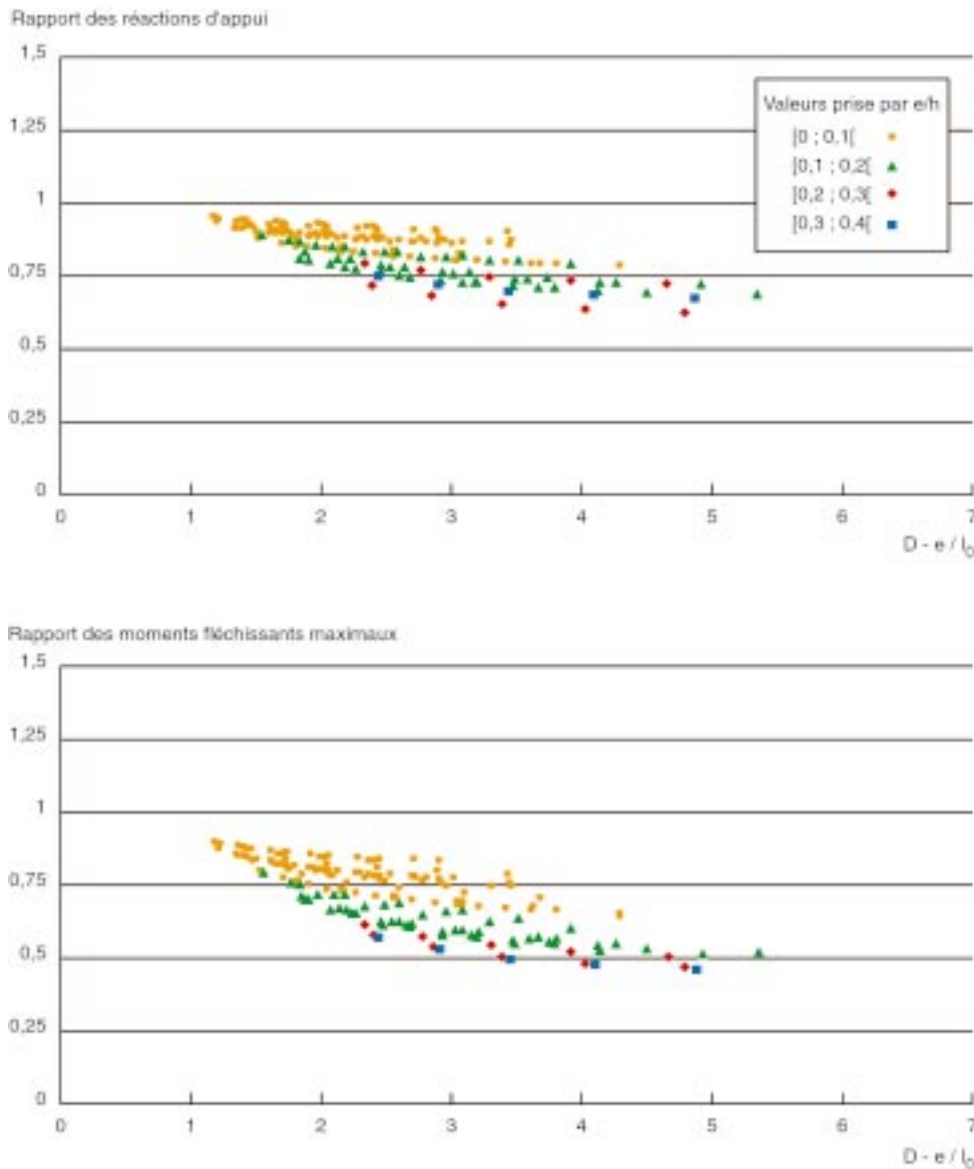 Rapport des réactions d'appui
1,5
1,25
1
0,75
0,5
0,25
0
0 1 2 3 4 5 6 7
D - e / l0
Valeurs prise par e/h
[0 ; 0,1[
[0,1 ; 0,2[
[0,2 ; 0,3[
[0,3 ; 0,4[
Rapport des moments fléchissants maximaux
1,5
1,25
1
0,75
0,5
0,25
0
0 1 2 3 4 5 6 7
D - e / l0